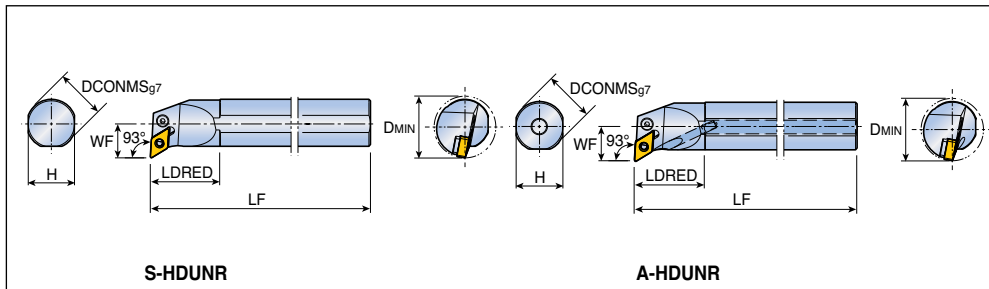 DCONMSg7
WF
93°
H
LDRED
LF
DMIN
S-HDUNR
DCONMSg7
WF
93°
H
LDRED
LF
DMIN
A-HDUNR